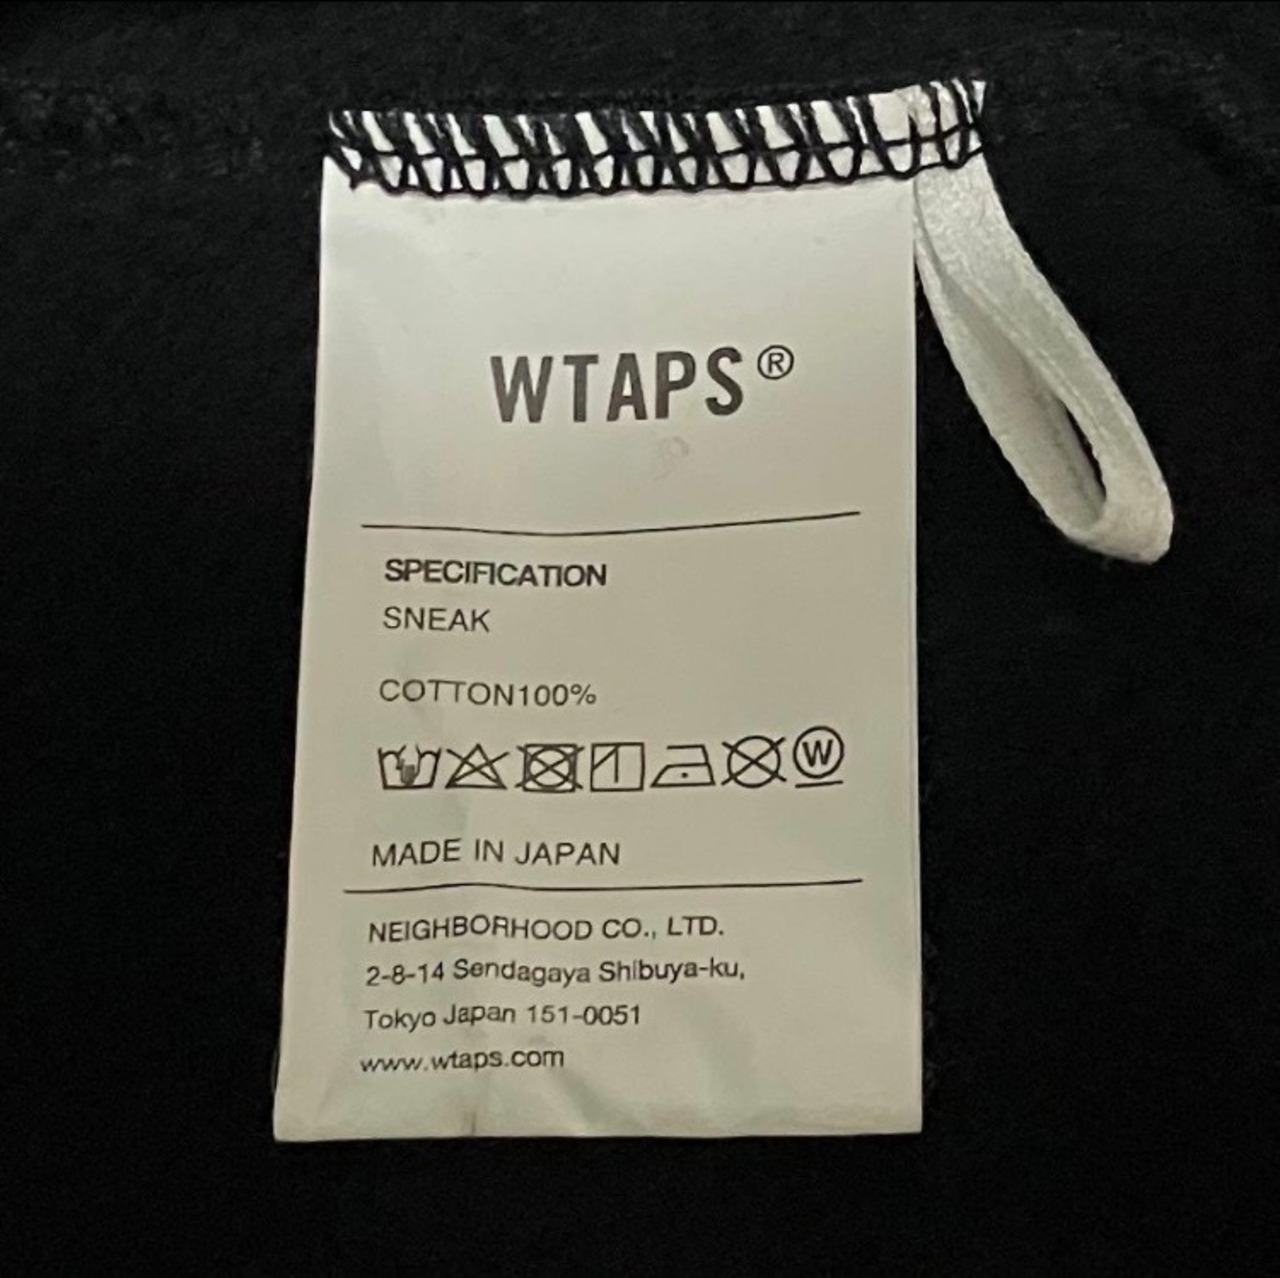 WTAPS®
SPECIFICATION
SNEAK
COTTON100%
W
MADE IN JAPAN
NEIGHBORHOOD CO., LTD.
2-8-14 Sendagaya Shibuya-ku,
Tokyo Japan 151-0051
www.wtaps.com